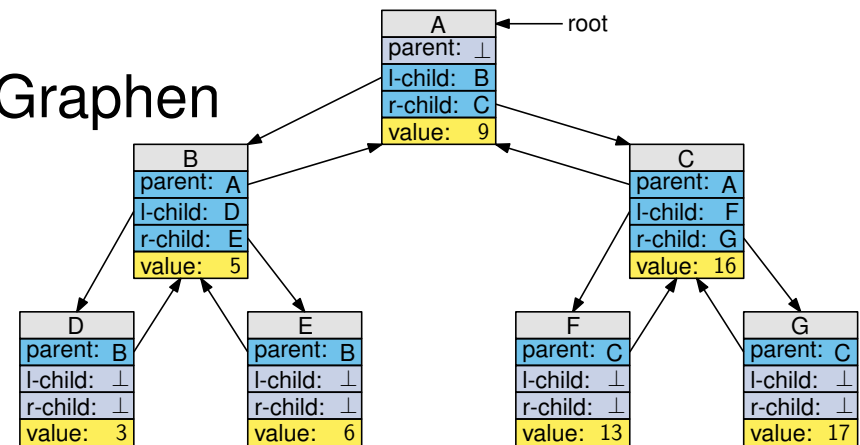 A
root
parent: ⊥
l-child: B
r-child: C
value: 9
Graphen
B
parent: A
l-child: D
r-child: E
value: 5
C
parent: A
l-child: F
r-child: G
value: 16
D
parent: B
l-child: ⊥
r-child: ⊥
value: 3
E
parent: B
l-child: ⊥
r-child: ⊥
value: 6
F
parent: C
l-child: ⊥
r-child: ⊥
value: 13
G
parent: C
l-child: ⊥
r-child: ⊥
value: 17